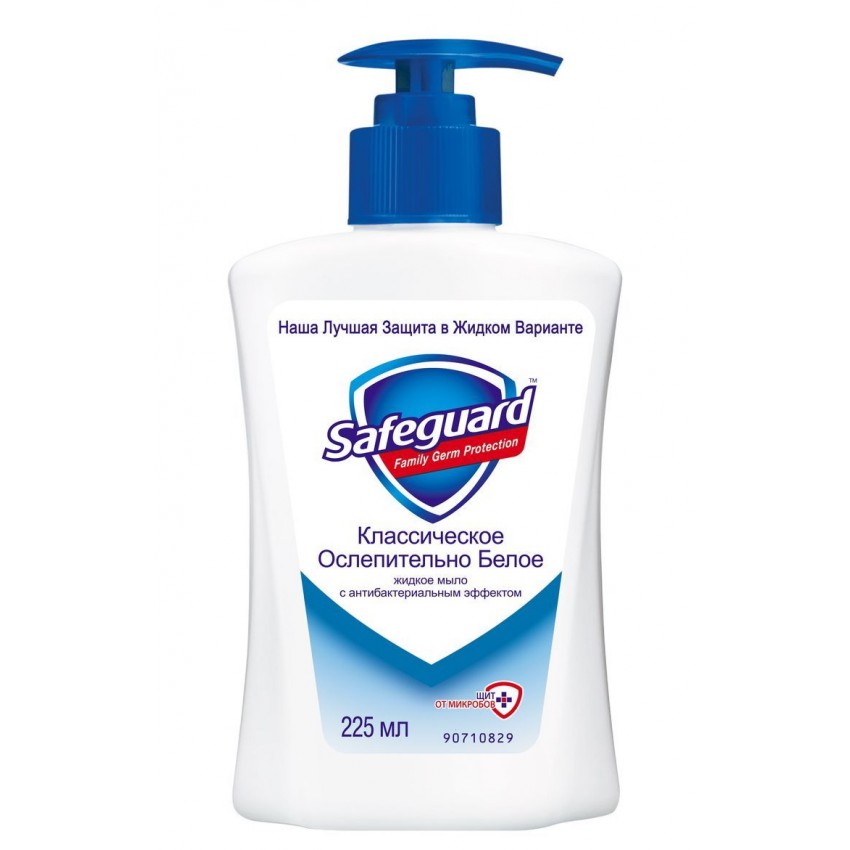 Наша Лучшая Защита в Жидком Варианте
Safeguard™
Family Germ Protection
Классическое
Ослепительно Белое
жидкое мыло
с антибактериальным эффектом
ЩИТ
ОТ МИКРОБОВ
225 мл
90710829